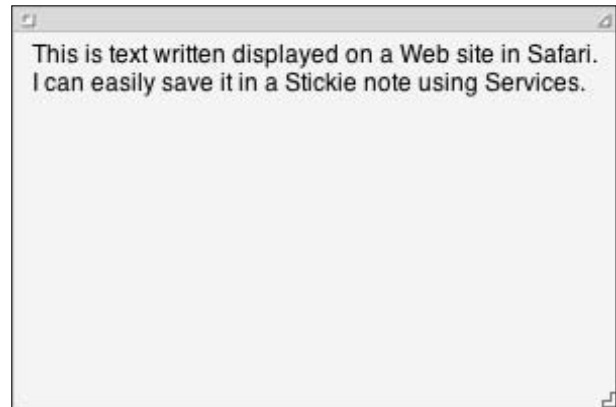 This is text written displayed on a Web site in Safari.
I can easily save it in a Stickie note using Services.